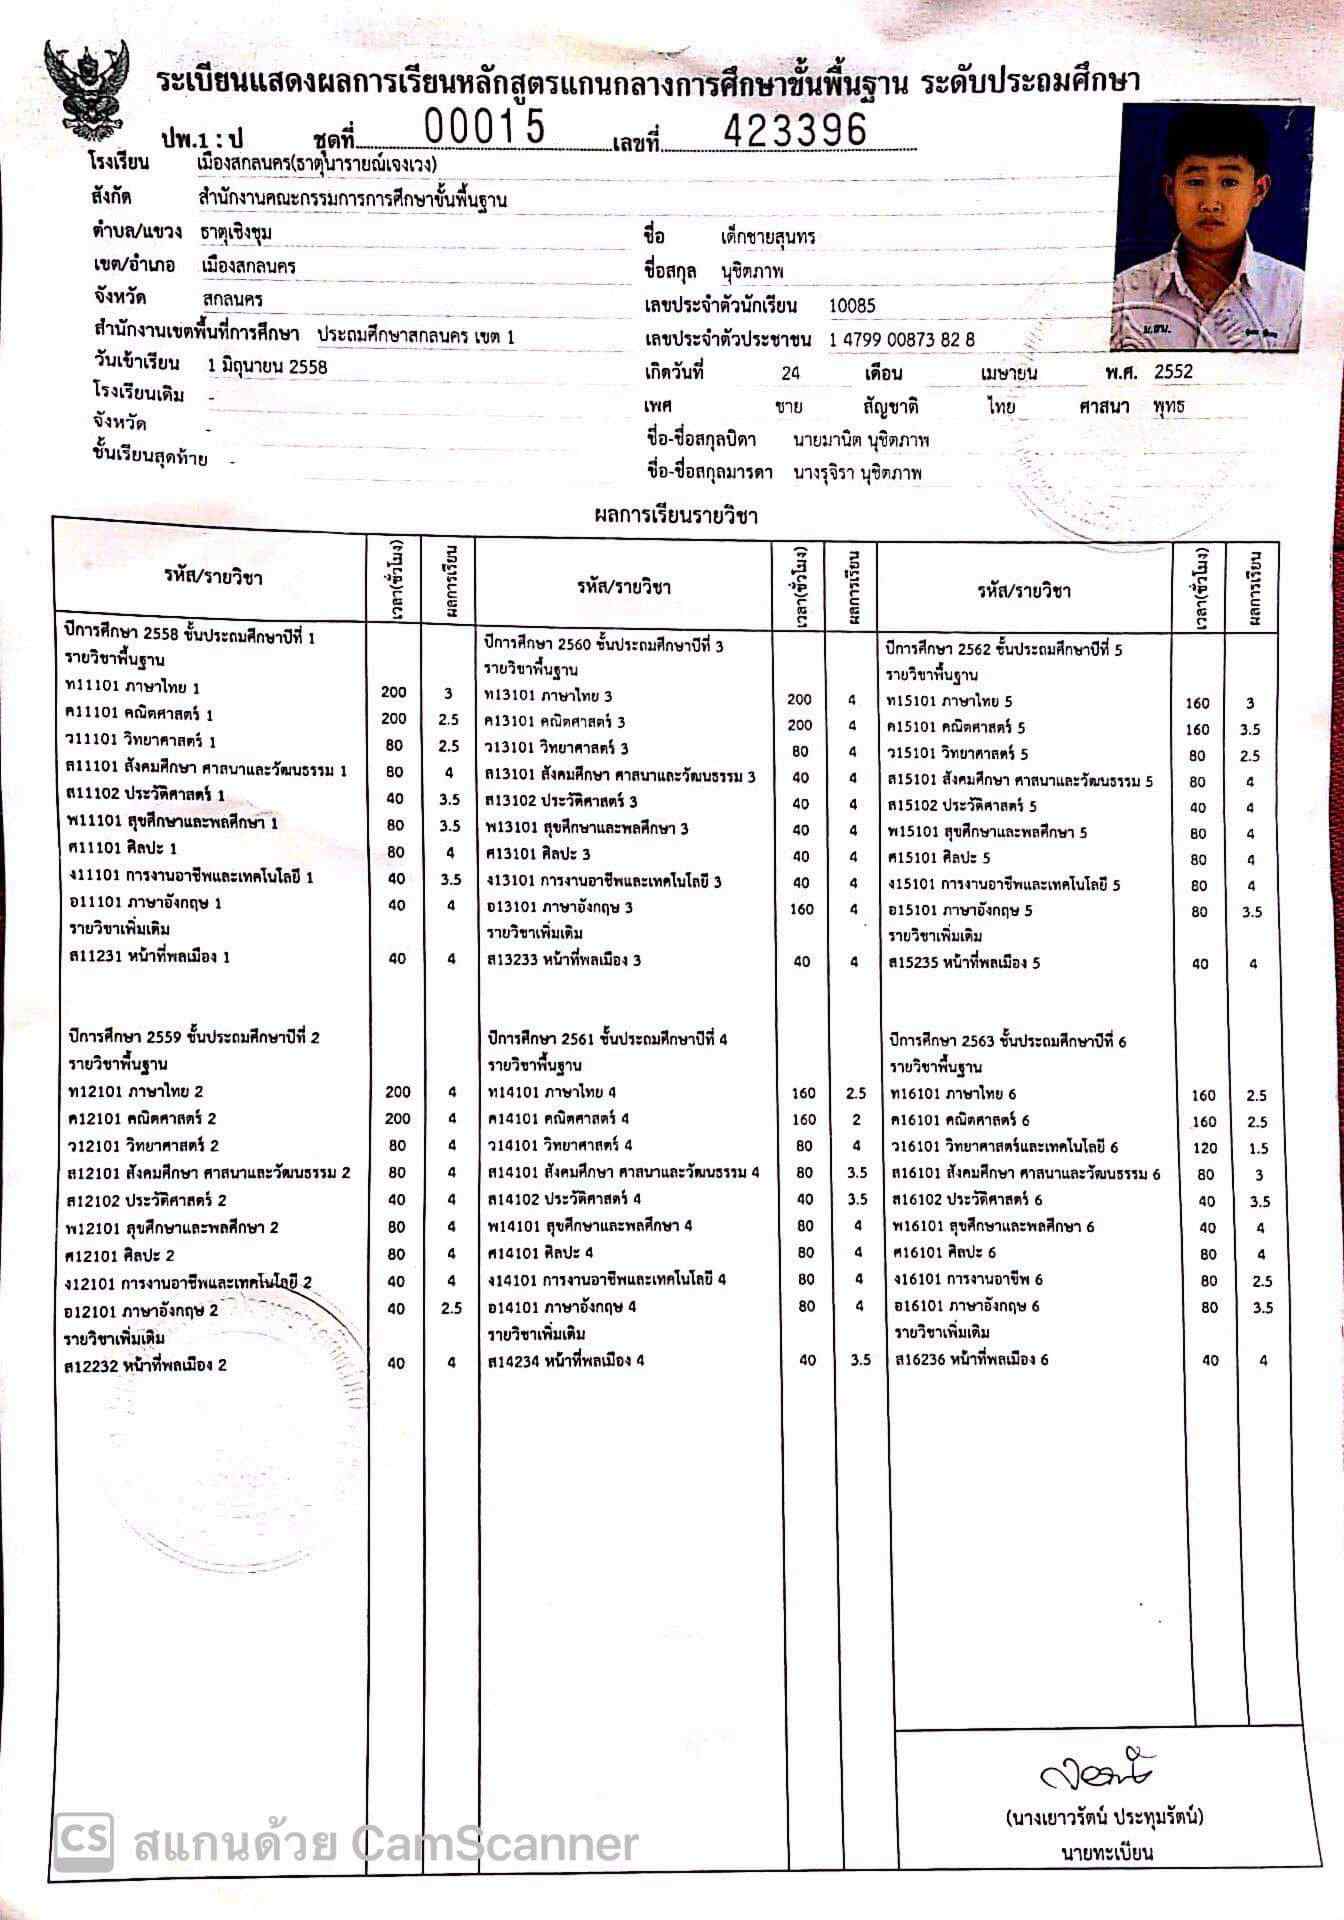 ระเบียนแสดงผลการเรียนหลักสูตรแกนกลางการศึกษาขั้นพื้นฐาน ระดับประถมศึกษา
ปพ.1 : ป ชุดที่ 00015 เลขที่ 423396
โรงเรียน เมืองสกลนคร(ธาตุนารายณ์เจงเวง)
สังกัด สำนักงานคณะกรรมการการศึกษาขั้นพื้นฐาน
ตำบล/แขวง ธาตุเชิงชุม
เขต/อำเภอ เมืองสกลนคร
จังหวัด สกลนคร
สำนักงานเขตพื้นที่การศึกษา ประถมศึกษาสกลนคร เขต 1
วันเข้าเรียน 1 มิถุนายน 2558
โรงเรียนเดิม -
จังหวัด -
ชั้นเรียนสุดท้าย -
ชื่อ เด็กชายสุนทร
ชื่อสกุล นุชิตภาพ
เลขประจำตัวนักเรียน 10085
เลขประจำตัวประชาชน 1 4799 00873 82 8
เกิดวันที่ 24 เดือน เมษายน พ.ศ. 2552
เพศ ชาย สัญชาติ ไทย ศาสนา พุทธ
ชื่อ-ชื่อสกุลบิดา นายมานิต นุชิตภาพ
ชื่อ-ชื่อสกุลมารดา นางรุจิรา นุชิตภาพ
ผลการเรียนรายวิชา
รหัส/รายวิชา เวลา(ชั่วโมง) ผลการเรียน
ปีการศึกษา 2558 ชั้นประถมศึกษาปีที่ 1
รายวิชาพื้นฐาน
ท11101 ภาษาไทย 1 200 3
ค11101 คณิตศาสตร์ 1 200 2.5
ว11101 วิทยาศาสตร์ 1 80 2.5
ส11101 สังคมศึกษา ศาสนาและวัฒนธรรม 1 80 4
ส11102 ประวัติศาสตร์ 1 40 3.5
พ11101 สุขศึกษาและพลศึกษา 1 80 3.5
ศ11101 ศิลปะ 1 80 4
ง11101 การงานอาชีพและเทคโนโลยี 1 40 3.5
อ11101 ภาษาอังกฤษ 1 40 4
รายวิชาเพิ่มเติม
ส11231 หน้าที่พลเมือง 1 40 4
ปีการศึกษา 2559 ชั้นประถมศึกษาปีที่ 2
รายวิชาพื้นฐาน
ท12101 ภาษาไทย 2 200 4
ค12101 คณิตศาสตร์ 2 200 4
ว12101 วิทยาศาสตร์ 2 80 4
ส12101 สังคมศึกษา ศาสนาและวัฒนธรรม 2 80 4
ส12102 ประวัติศาสตร์ 2 40 4
พ12101 สุขศึกษาและพลศึกษา 2 80 4
ศ12101 ศิลปะ 2 80 4
ง12101 การงานอาชีพและเทคโนโลยี 2 40 4
อ12101 ภาษาอังกฤษ 2 40 2.5
รายวิชาเพิ่มเติม
ส12232 หน้าที่พลเมือง 2 40 4
รหัส/รายวิชา เวลา(ชั่วโมง) ผลการเรียน
ปีการศึกษา 2560 ชั้นประถมศึกษาปีที่ 3
รายวิชาพื้นฐาน
ท13101 ภาษาไทย 3 200 4
ค13101 คณิตศาสตร์ 3 200 4
ว13101 วิทยาศาสตร์ 3 80 4
ส13101 สังคมศึกษา ศาสนาและวัฒนธรรม 3 40 4
ส13102 ประวัติศาสตร์ 3 40 4
พ13101 สุขศึกษาและพลศึกษา 3 40 4
ศ13101 ศิลปะ 3 40 4
ง13101 การงานอาชีพและเทคโนโลยี 3 40 4
อ13101 ภาษาอังกฤษ 3 160 4
รายวิชาเพิ่มเติม
ส13233 หน้าที่พลเมือง 3 40 4
ปีการศึกษา 2561 ชั้นประถมศึกษาปีที่ 4
รายวิชาพื้นฐาน
ท14101 ภาษาไทย 4 160 2.5
ค14101 คณิตศาสตร์ 4 160 2
ว14101 วิทยาศาสตร์ 4 80 4
ส14101 สังคมศึกษา ศาสนาและวัฒนธรรม 4 80 3.5
ส14102 ประวัติศาสตร์ 4 40 3.5
พ14101 สุขศึกษาและพลศึกษา 4 80 4
ศ14101 ศิลปะ 4 80 4
ง14101 การงานอาชีพและเทคโนโลยี 4 80 4
อ14101 ภาษาอังกฤษ 4 80 4
รายวิชาเพิ่มเติม
ส14234 หน้าที่พลเมือง 4 40 3.5
รหัส/รายวิชา เวลา(ชั่วโมง) ผลการเรียน
ปีการศึกษา 2562 ชั้นประถมศึกษาปีที่ 5
รายวิชาพื้นฐาน
ท15101 ภาษาไทย 5 160 3
ค15101 คณิตศาสตร์ 5 160 3.5
ว15101 วิทยาศาสตร์ 5 80 2.5
ส15101 สังคมศึกษา ศาสนาและวัฒนธรรม 5 80 4
ส15102 ประวัติศาสตร์ 5 40 4
พ15101 สุขศึกษาและพลศึกษา 5 80 4
ศ15101 ศิลปะ 5 80 4
ง15101 การงานอาชีพและเทคโนโลยี 5 80 4
อ15101 ภาษาอังกฤษ 5 80 3.5
รายวิชาเพิ่มเติม
ส15235 หน้าที่พลเมือง 5 40 4
ปีการศึกษา 2563 ชั้นประถมศึกษาปีที่ 6
รายวิชาพื้นฐาน
ท16101 ภาษาไทย 6 160 2.5
ค16101 คณิตศาสตร์ 6 160 2.5
ว16101 วิทยาศาสตร์และเทคโนโลยี 6 120 1.5
ส16101 สังคมศึกษา ศาสนาและวัฒนธรรม 6 80 3
ส16102 ประวัติศาสตร์ 6 40 3.5
พ16101 สุขศึกษาและพลศึกษา 6 40 4
ศ16101 ศิลปะ 6 80 4
ง16101 การงานอาชีพ 6 80 2.5
อ16101 ภาษาอังกฤษ 6 80 3.5
รายวิชาเพิ่มเติม
ส16236 หน้าที่พลเมือง 6 40 4
(นางเยาวรัตน์ ประทุมรัตน์)
นายทะเบียน
CS สแกนด้วย CamScanner